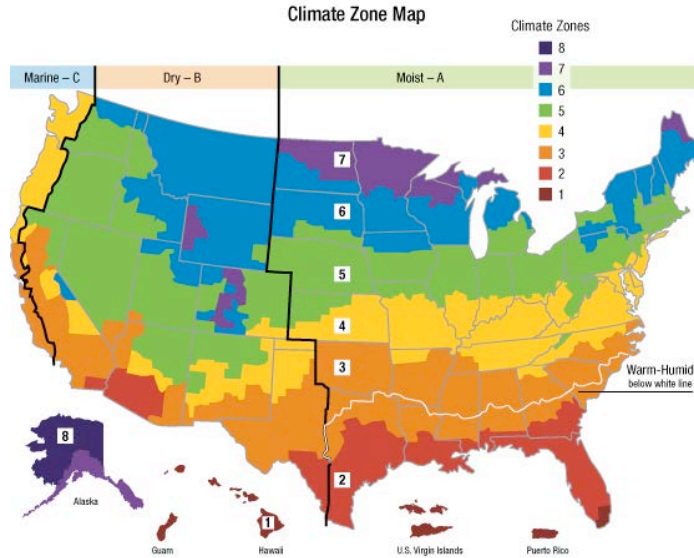 Climate Zone Map
Climate Zones
8
7
6
5
4
3
2
1
Marine – C
Dry – B
Moist – A
7
6
5
4
3
Warm-Humid
below white line
2
8
Alaska
Guam
1
Hawaii
U.S. Virgin Islands
Puerto Rico